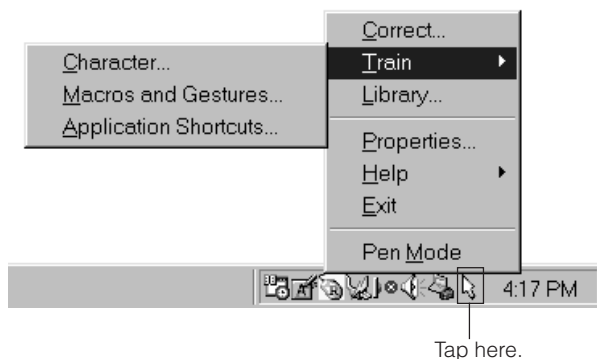 Correct...
Train
Library...
Properties...
Help
Exit
Pen Mode
Character...
Macros and Gestures...
Application Shortcuts...
4:17 PM
Tap here.